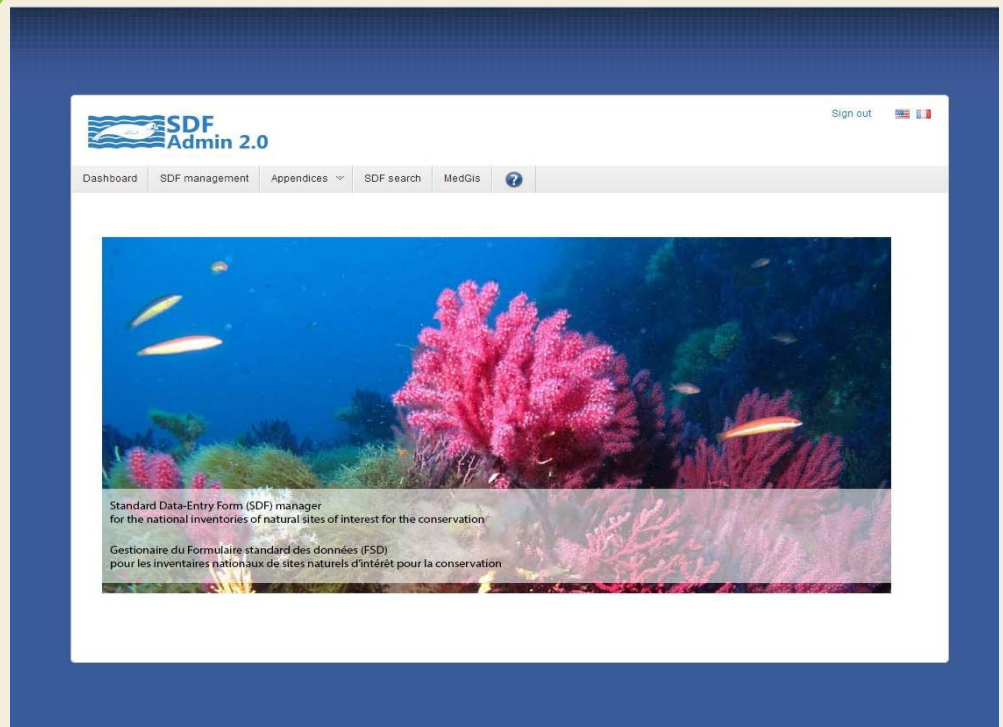 SDF
Admin 2.0
Sign out
Dashboard SDF management Appendices SDF search MedGis ?
Standard Data-Entry Form (SDF) manager
for the national inventories of natural sites of interest for the conservation
Gestionaire du Formulaire standard des données (FSD)
pour les inventaires nationaux de sites naturels d'intérêt pour la conservation